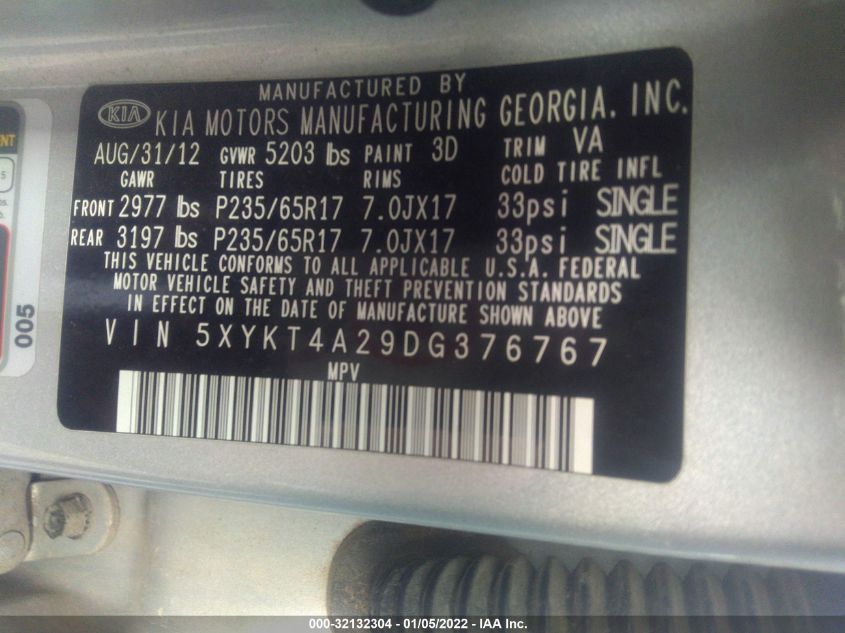 MANUFACTURED BY
KIA KIA MOTORS MANUFACTURING GEORGIA, INC.
AUG/31/12 GVWR 5203 lbs PAINT 3D TRIM VA
GAWR TIRES RIMS COLD TIRE INFL
FRONT 2977 lbs P235/65R17 7.0JX17 33psi SINGLE
REAR 3197 lbs P235/65R17 7.0JX17 33psi SINGLE
THIS VEHICLE CONFORMS TO ALL APPLICABLE U.S.A. FEDERAL
MOTOR VEHICLE SAFETY AND THEFT PREVENTION STANDARDS
IN EFFECT ON THE DATE OF MANUFACTURE SHOWN ABOVE
VIN 5XYKT4A29DG376767
MPV
005
000-32132304 - 01/05/2022 - IAA Inc.